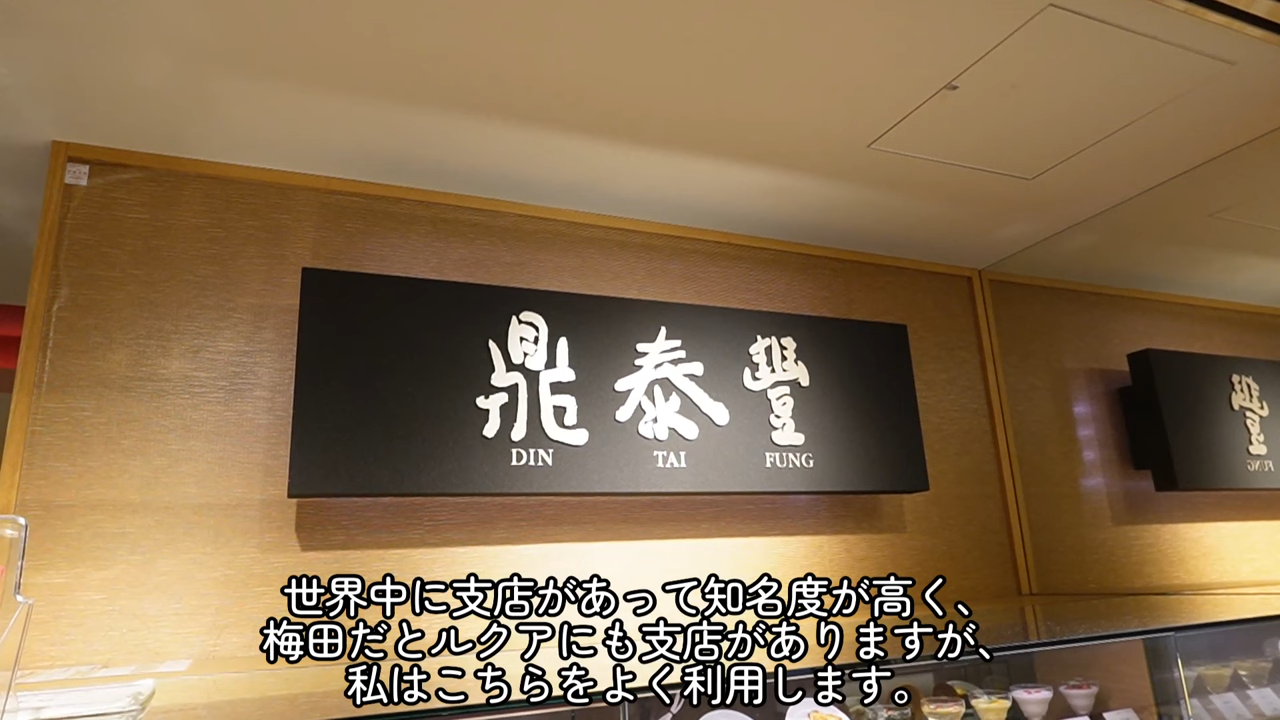 鼎泰豐
DIN TAI FUNG
豐
FUNG
世界中に支店があって知名度が高く、
梅田だとルクアにも支店がありますが、
私はこちらをよく利用します。